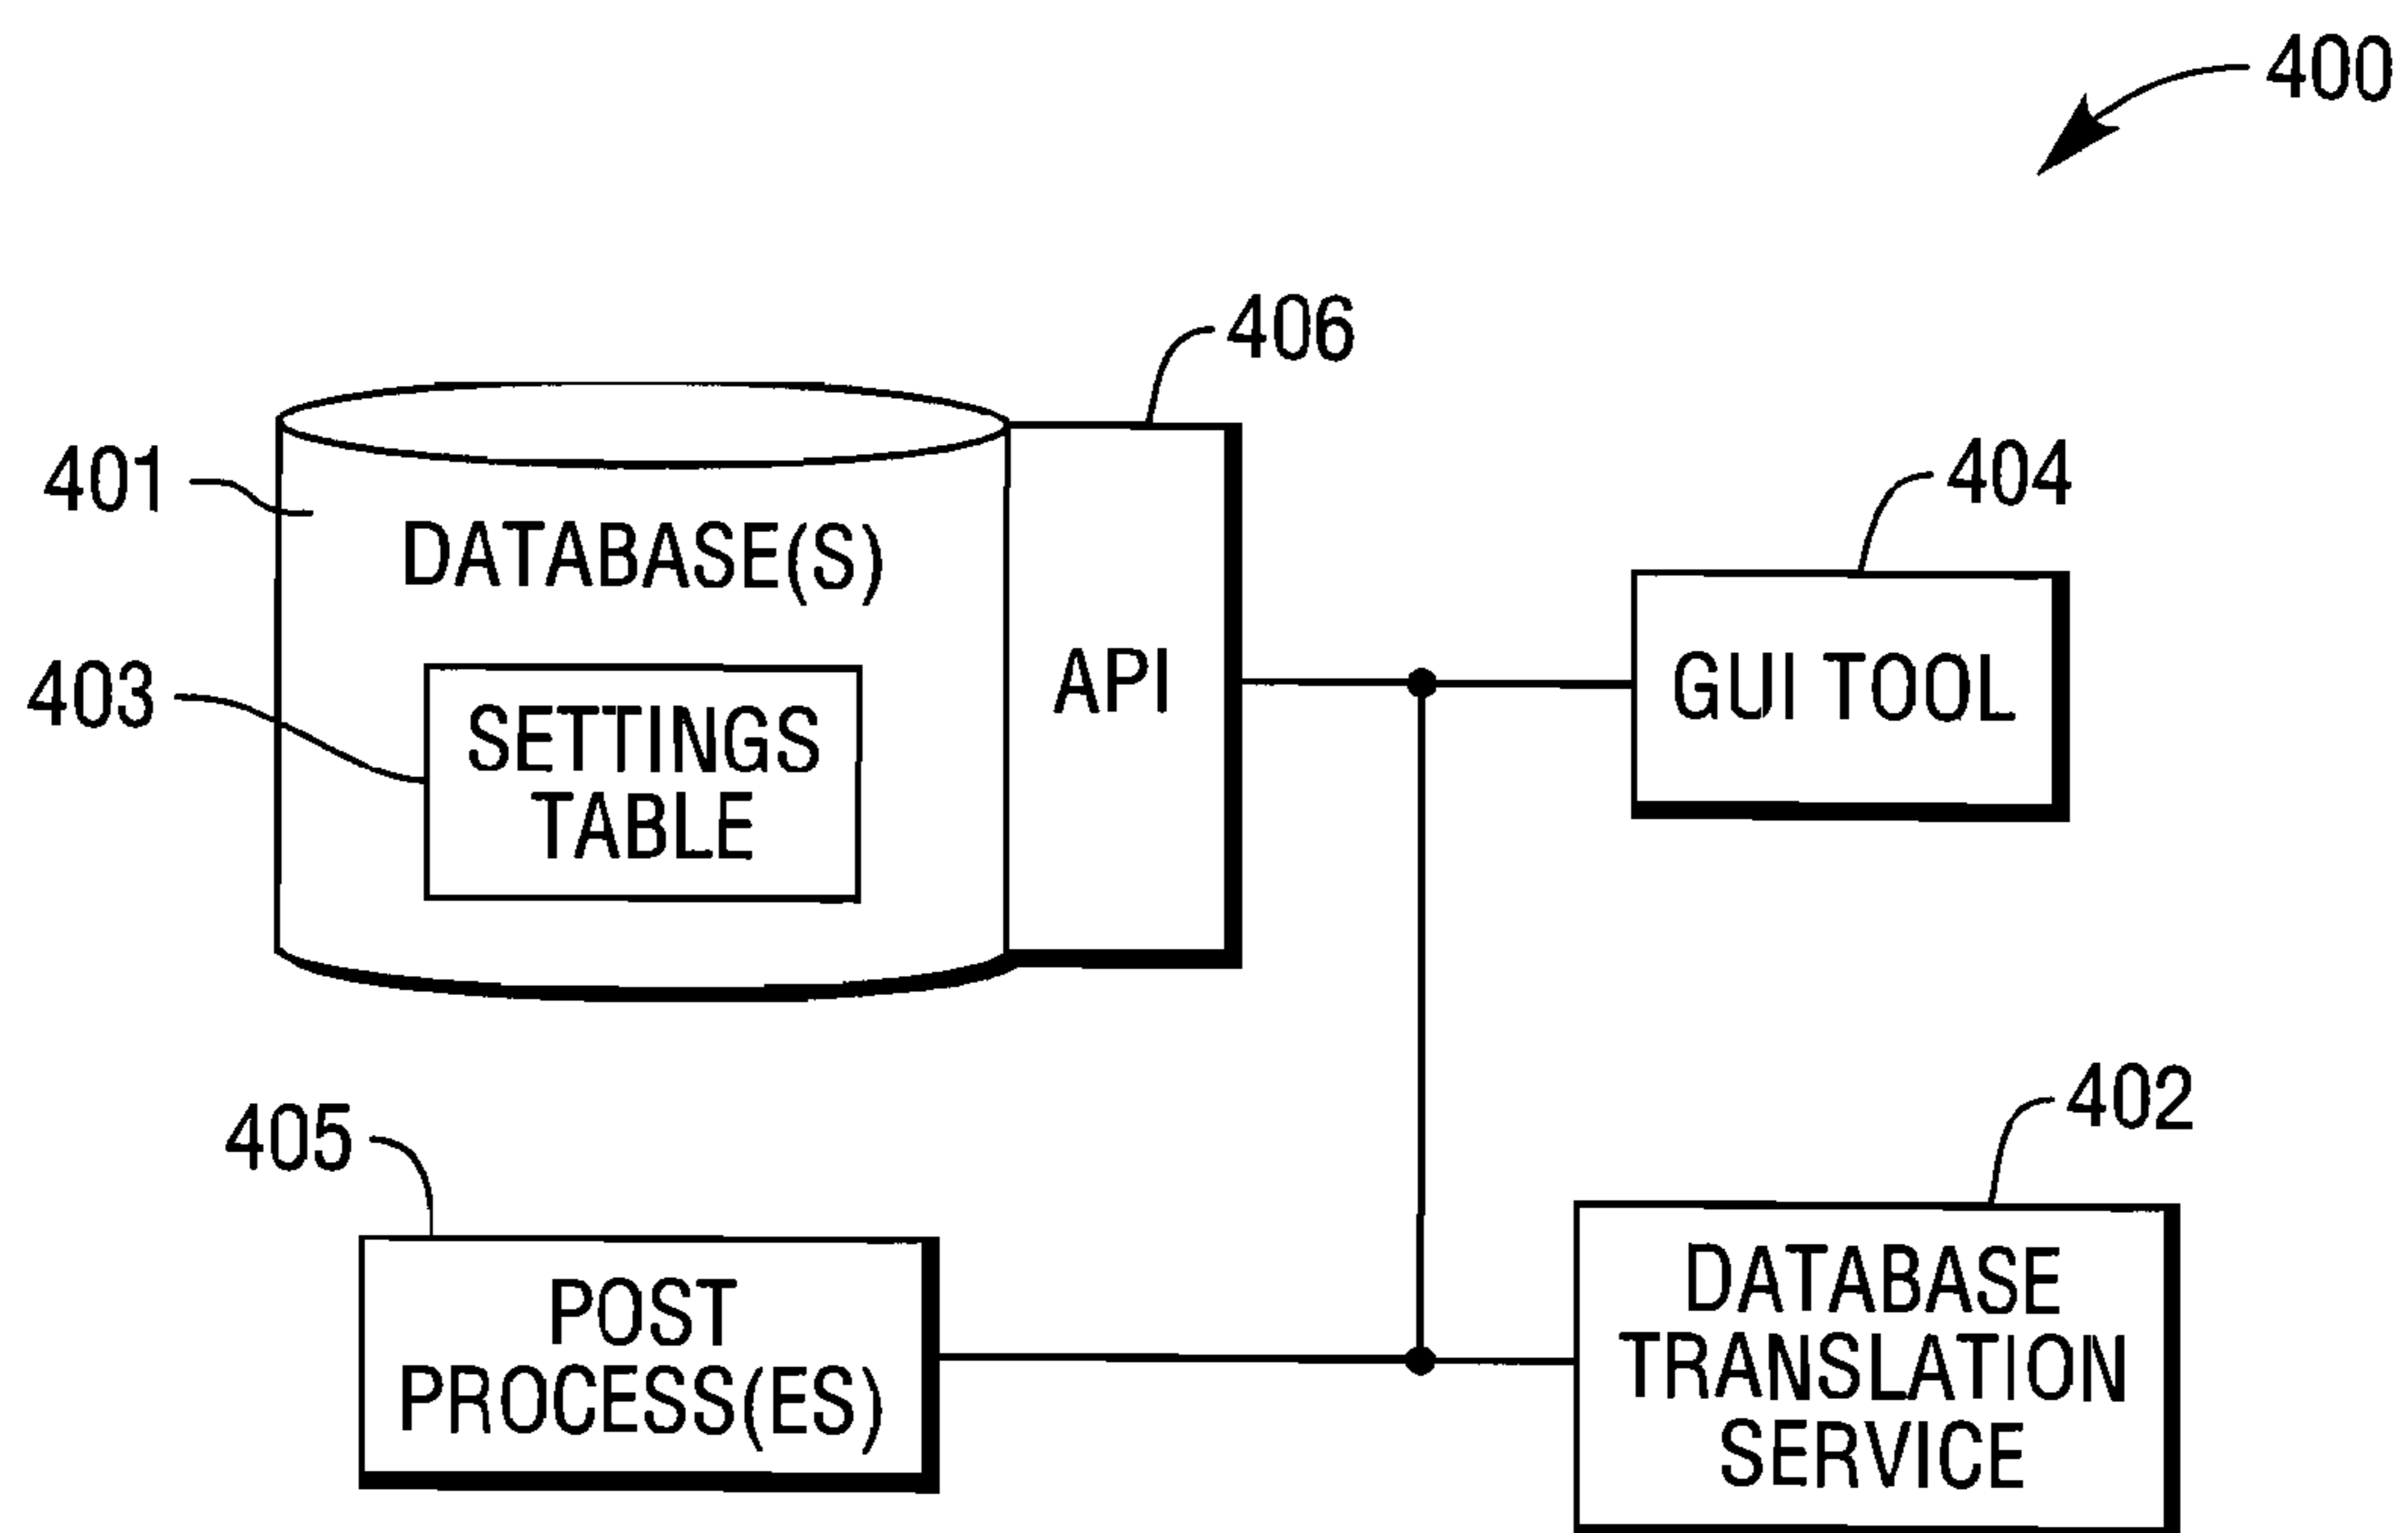 400
406
401
DATABASE(S)
404
API
GUI TOOL
403
SETTINGS
TABLE
402
405
DATABASE
TRANSLATION
SERVICE
POST
PROCESS(ES)